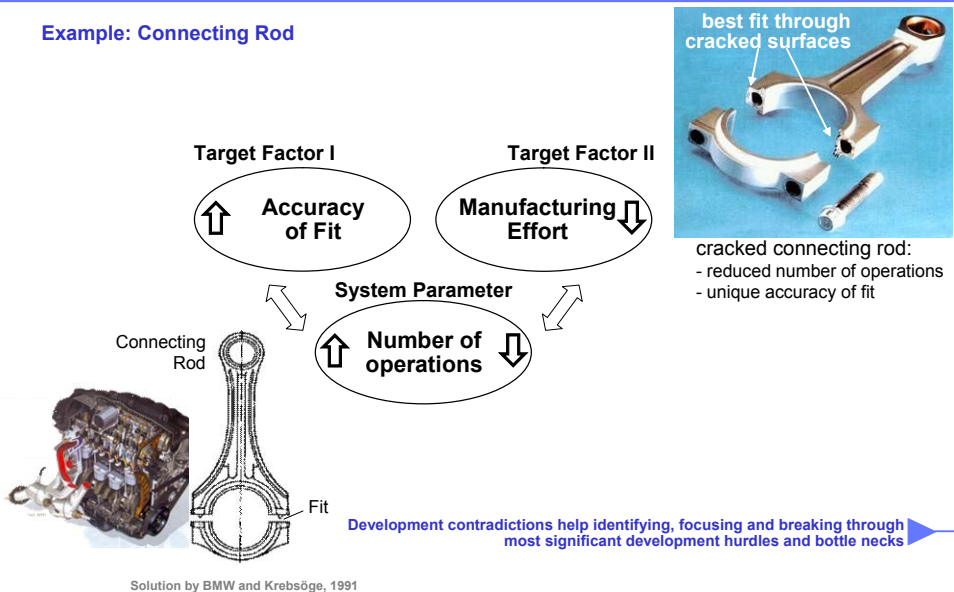 Example: Connecting Rod
best fit through
cracked surfaces
Target Factor I
Target Factor II
Accuracy
of Fit
Manufacturing
Effort
cracked connecting rod:
- reduced number of operations
- unique accuracy of fit
System Parameter
Number of
operations
Connecting
Rod
Fit
Development contradictions help identifying, focusing and breaking through
most significant development hurdles and bottle necks
Solution by BMW and Krebsöge, 1991